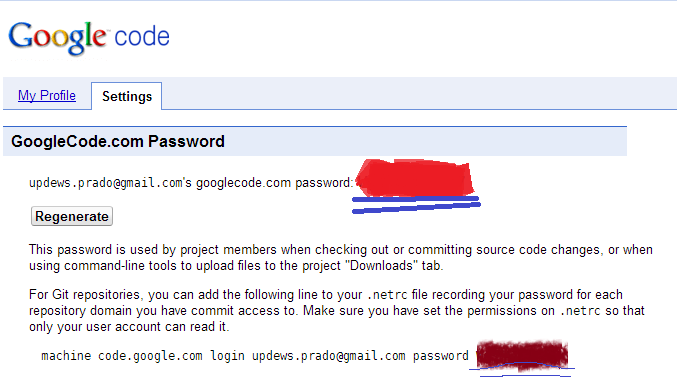 Google code
My Profile Settings
GoogleCode.com Password
updews.prado@gmail.com's googlecode.com password:
Regenerate
This password is used by project members when checking out or committing source code changes, or when
using command-line tools to upload files to the project "Downloads" tab.
For Git repositories, you can add the following line to your .netrc file recording your password for each
repository domain you have commit access to. Make sure you have set the permissions on .netrc so that
only your user account can read it.
machine code.google.com login updews.prado@gmail.com password